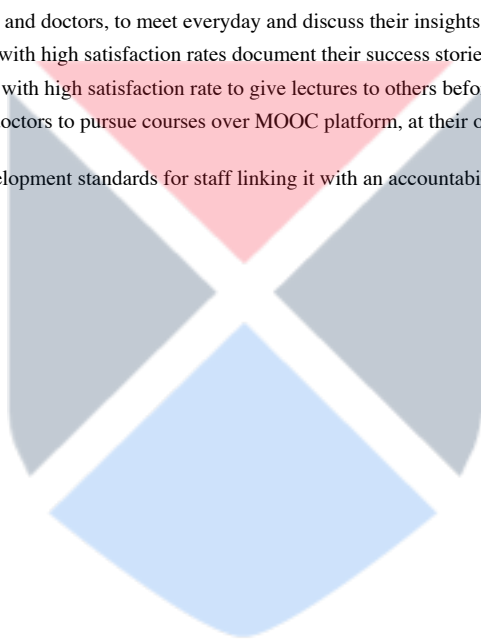 and doctors, to meet everyday and discuss their insights
with high satisfaction rates document their success storie
with high satisfaction rate to give lectures to others befo
octors to pursue courses over MOOC platform, at their o
elopment standards for staff linking it with an accountabi